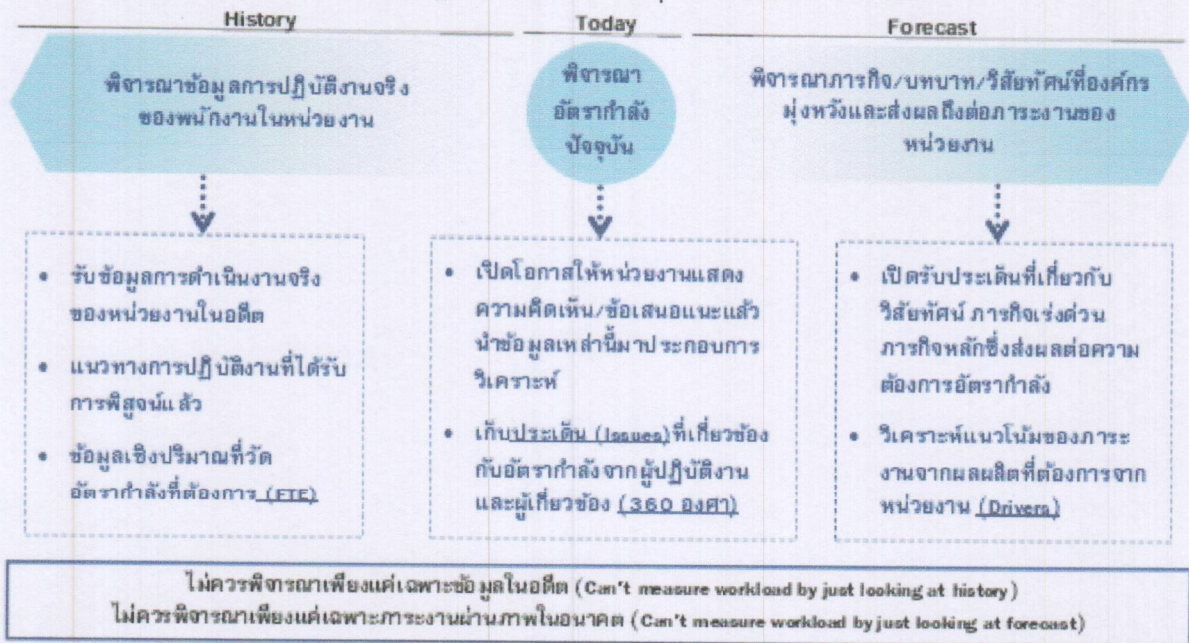 History
Today
Forecast
พิจารณาข้อมูลการปฏิบัติงานจริง
ของพนักงานในหน่วยงาน
พิจารณา
อัตรากำลัง
ปัจจุบัน
พิจารณาภารกิจ/บทบาท/วิสัยทัศน์ที่องค์กร
มุ่งหวังและส่งผลถึงต่อภาระงานของ
หน่วยงาน
• รับข้อมูลการดำเนินงานจริง
ของหน่วยงานในอดีต
• แนวทางการปฏิบัติงานที่ได้รับ
การพิสูจน์แล้ว
• ข้อมูลเชิงปริมาณที่วัด
อัตรากำลังที่ต้องการ (FTE)
• เปิดโอกาสให้หน่วยงานแสดง
ความคิดเห็น/ข้อเสนอแนะแล้ว
นำข้อมูลเหล่านี้มาประกอบการ
วิเคราะห์
• เก็บประเด็น (Issues)ที่เกี่ยวข้อง
กับอัตรากำลังจากผู้ปฏิบัติงาน
และผู้เกี่ยวข้อง (360 องศา)
• เปิดรับประเด็นที่เกี่ยวกับ
วิสัยทัศน์ ภารกิจเร่งด่วน
ภารกิจหลักซึ่งส่งผลต่อความ
ต้องการอัตรากำลัง
• วิเคราะห์แนวโน้มของภาระ
งานจากผลผลิตที่ต้องการจาก
หน่วยงาน (Drivers)
ไม่ควรพิจารณาเพียงแค่เฉพาะข้อมูลในอดีต (Can't measure workload by just looking at history)
ไม่ควรพิจารณาเพียงแค่เฉพาะภาระงานผ่านภาพในอนาคต (Can't measure workload by just looking at forecast)